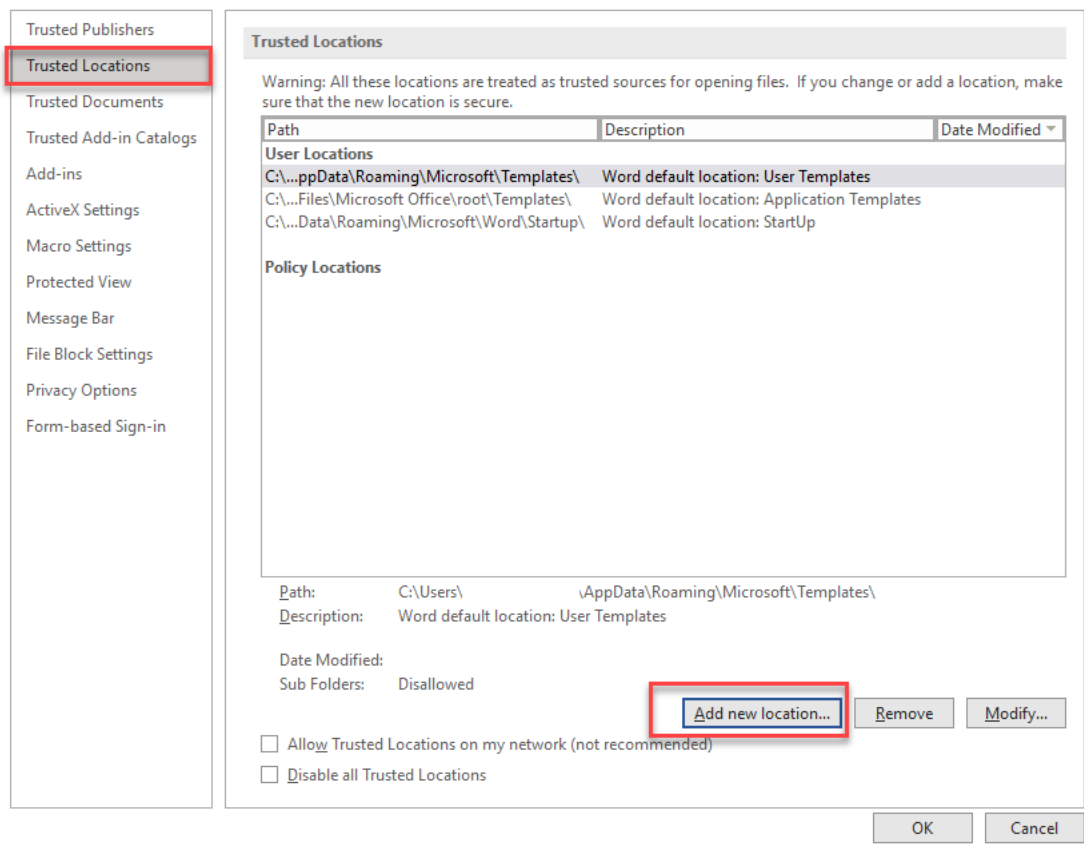 Trusted Publishers
Trusted Locations
Trusted Documents
Trusted Add-in Catalogs
Add-ins
ActiveX Settings
Macro Settings
Protected View
Message Bar
File Block Settings
Privacy Options
Form-based Sign-in
Trusted Locations
Warning: All these locations are treated as trusted sources for opening files. If you change or add a location, make
sure that the new location is secure.
Path Description Date Modified
User Locations
C:\...ppData\Roaming\Microsoft\Templates\ Word default location: User Templates
C:\...Files\Microsoft Office\root\Templates\ Word default location: Application Templates
C:\...Data\Roaming\Microsoft\Word\Startup\ Word default location: StartUp
Policy Locations
Path: C:\Users\ \AppData\Roaming\Microsoft\Templates\
Description: Word default location: User Templates
Date Modified:
Sub Folders: Disallowed
Add new location... Remove Modify...
Allow Trusted Locations on my network (not recommended)
Disable all Trusted Locations
OK Cancel